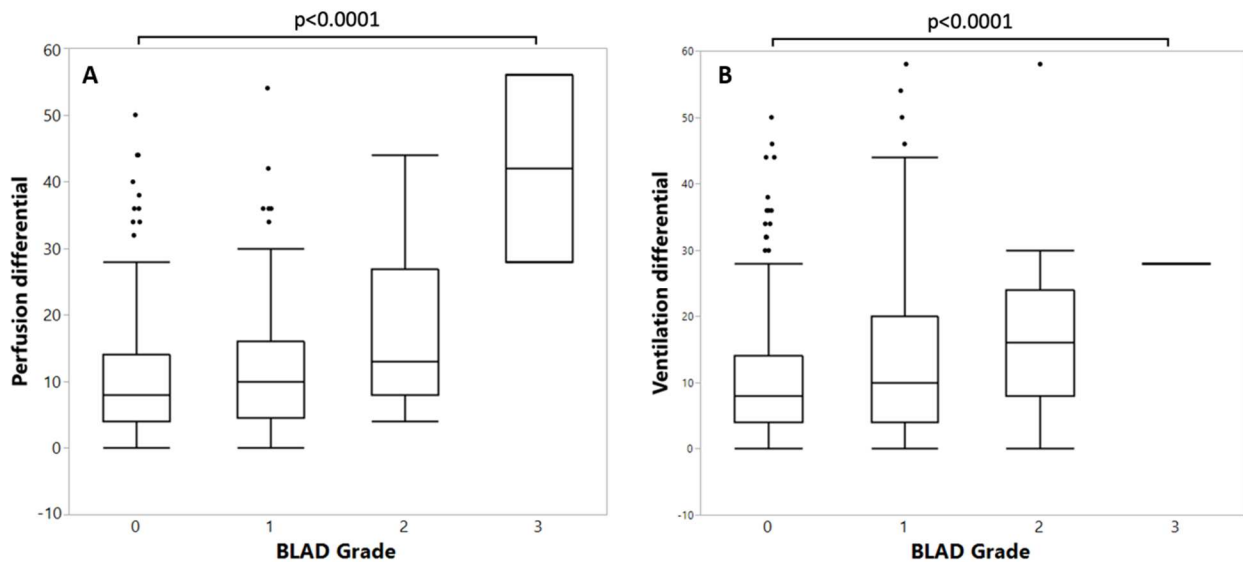 p<0.0001
A
Perfusion differential
60
50
40
30
20
10
0
-10
0 1 2 3
BLAD Grade
p<0.0001
B
Ventilation differential
60
50
40
30
20
10
0
-10
0 1 2 3
BLAD Grade